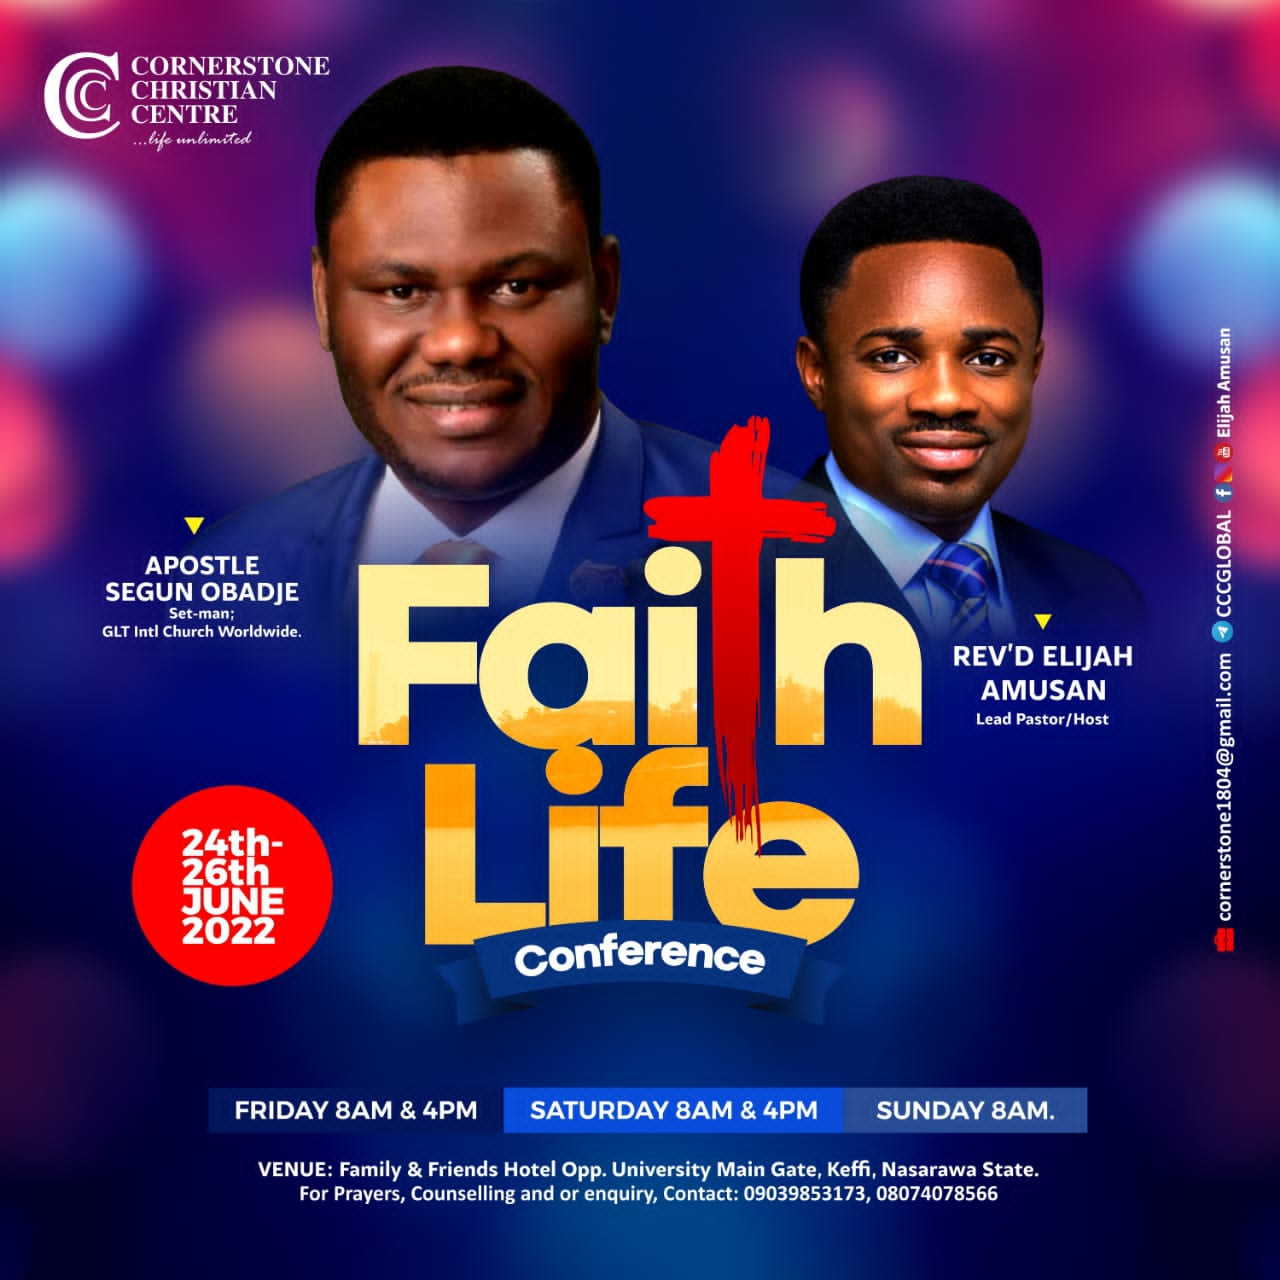 CORNERSTONE
CHRISTIAN
CENTRE
...life unlimited
APOSTLE
SEGUN OBADJE
Set-man;
GLT Intl Church Worldwide.
REV'D ELIJAH
AMUSAN
Lead Pastor/Host
Faith
Life
Conference
24th-
26th
JUNE
2022
FRIDAY 8AM & 4PM
SATURDAY 8AM & 4PM
SUNDAY 8AM.
VENUE: Family & Friends Hotel Opp. University Main Gate, Keffi, Nasarawa State.
For Prayers, Counselling and or enquiry, Contact: 09039853173, 08074078566
cornerstone1804@gmail.com CCCGLOBAL Elijah Amusan